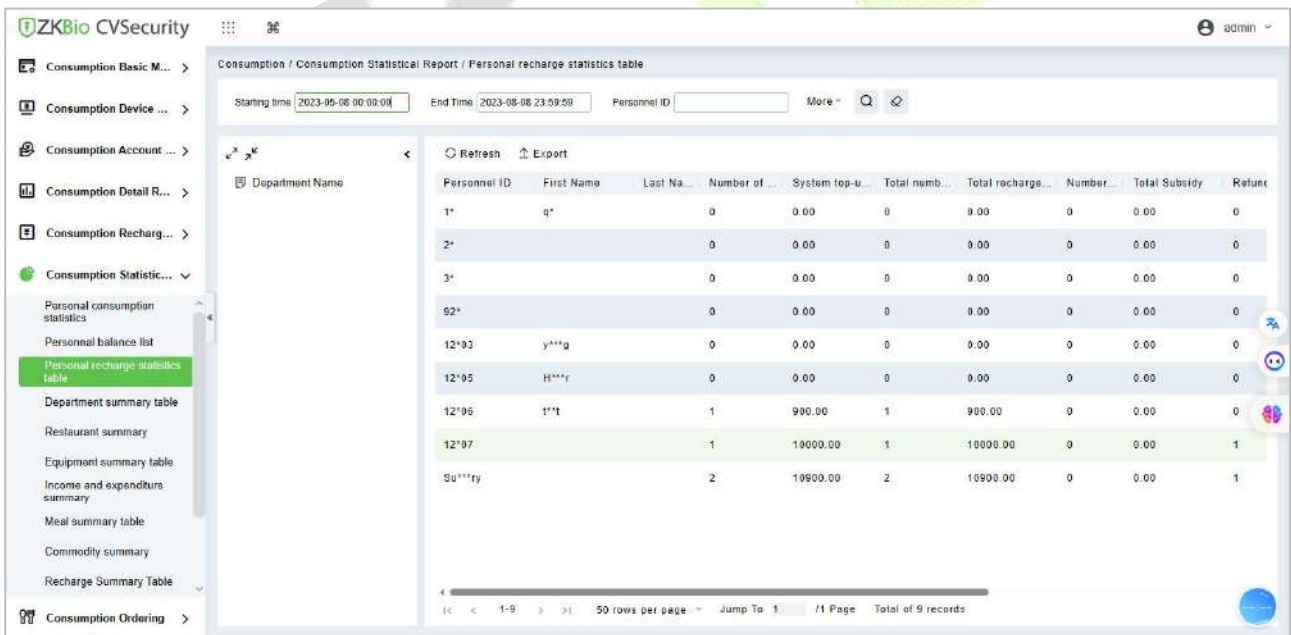 ZKBio CVSecurity
admin
Consumption Basic M...
Consumption Device ...
Consumption Account ...
Consumption Detail R...
Consumption Recharg...
Consumption Statistic...
Personal consumption
statistics
Personnal balance list
Personal recharge statistics
table
Department summary table
Restaurant summary
Equipment summary table
Income and expenditure
summary
Meal summary table
Commodity summary
Recharge Summary Table
Consumption Ordering
Consumption / Consumption Statistical Report / Personal recharge statistics table
Starting time 2023-05-08 00:00:00 End Time 2023-08-08 23:59:59 Personnel ID More
Department Name
Refresh Export
Personnel ID First Name Last Na... Number of ... System top-u... Total numb... Total recharge... Number... Total Subsidy Refund
1* q* 0 0.00 0 0.00 0 0.00 0
2* 0 0.00 0 0.00 0 0.00 0
3* 0 0.00 0 0.00 0 0.00 0
92* 0 0.00 0 0.00 0 0.00 0
12*03 y***g 0 0.00 0 0.00 0 0.00 0
12*05 H***r 0 0.00 0 0.00 0 0.00 0
12*06 t**t 1 900.00 1 900.00 0 0.00 0
12*07 1 10000.00 1 10000.00 0 0.00 1
Su***ry 2 10900.00 2 10900.00 0 0.00 1
1-9 50 rows per page Jump To 1 /1 Page Total of 9 records